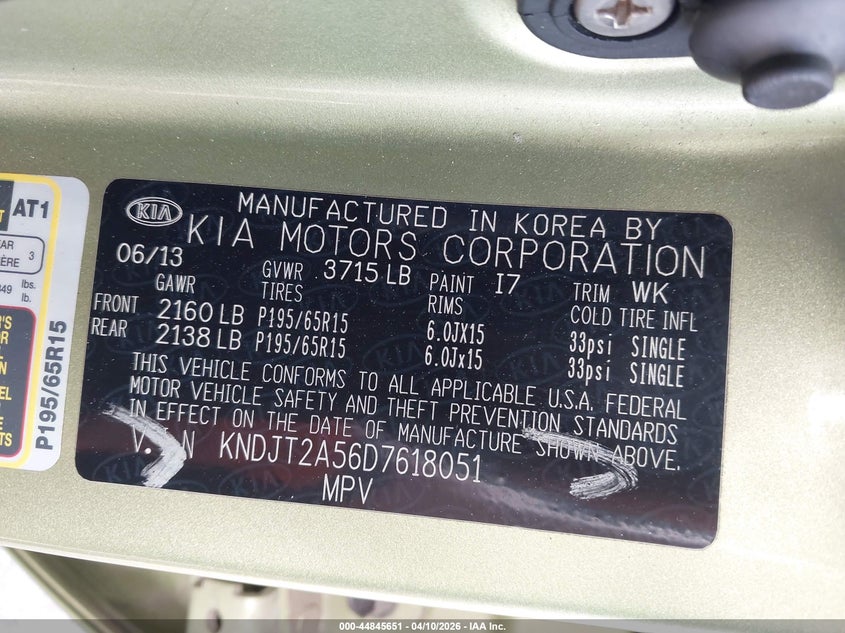 AT1
3
lbs.
lb.
P195/65R15
KIA
MANUFACTURED IN KOREA BY
KIA MOTORS CORPORATION
06/13 GVWR 3715 LB PAINT I7 TRIM WK
GAWR TIRES RIMS COLD TIRE INFL
FRONT 2160 LB P195/65R15 6.0JX15 33psi SINGLE
REAR 2138 LB P195/65R15 6.0Jx15 33psi SINGLE
THIS VEHICLE CONFORMS TO ALL APPLICABLE U.S.A. FEDERAL
MOTOR VEHICLE SAFETY AND THEFT PREVENTION STANDARDS
IN EFFECT ON THE DATE OF MANUFACTURE SHOWN ABOVE.
V. N KNDJT2A56D7618051
MPV
000-44845651 - 04/10/2026 - IAA Inc.